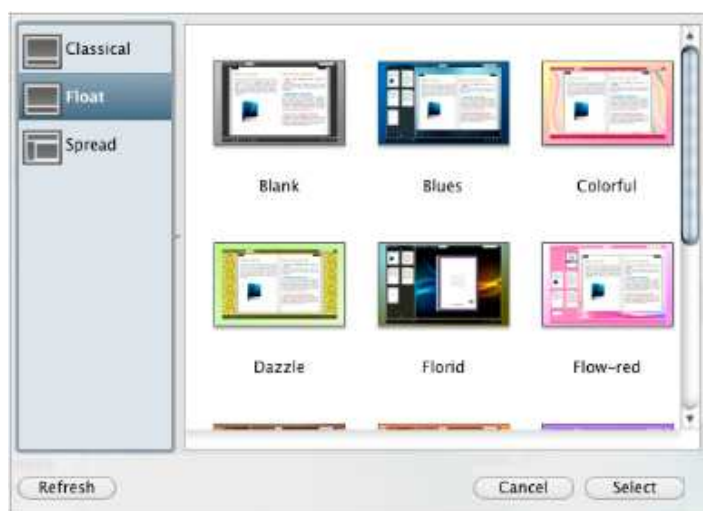 Classical
Float
Spread
Blank
Blues
Colorful
Dazzle
Florid
Flow-red
Refresh
Cancel
Select